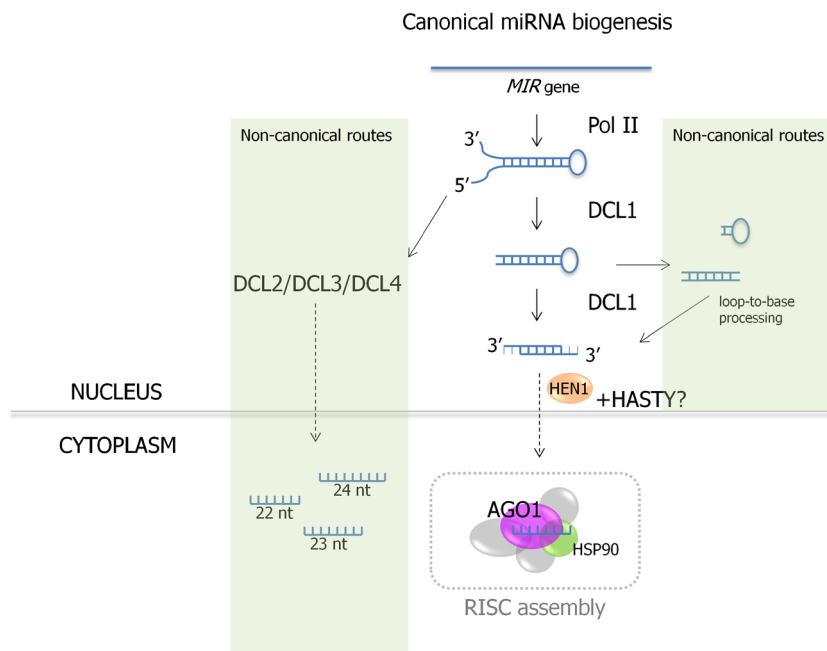 Canonical miRNA biogenesis
MIR gene
Non-canonical routes
Pol II
Non-canonical routes
3′
5′
DCL1
DCL2/DCL3/DCL4
DCL1
loop-to-base
processing
3′
3′
HEN1
+HASTY?
NUCLEUS
CYTOPLASM
24 nt
22 nt
23 nt
AGO1
HSP90
RISC assembly